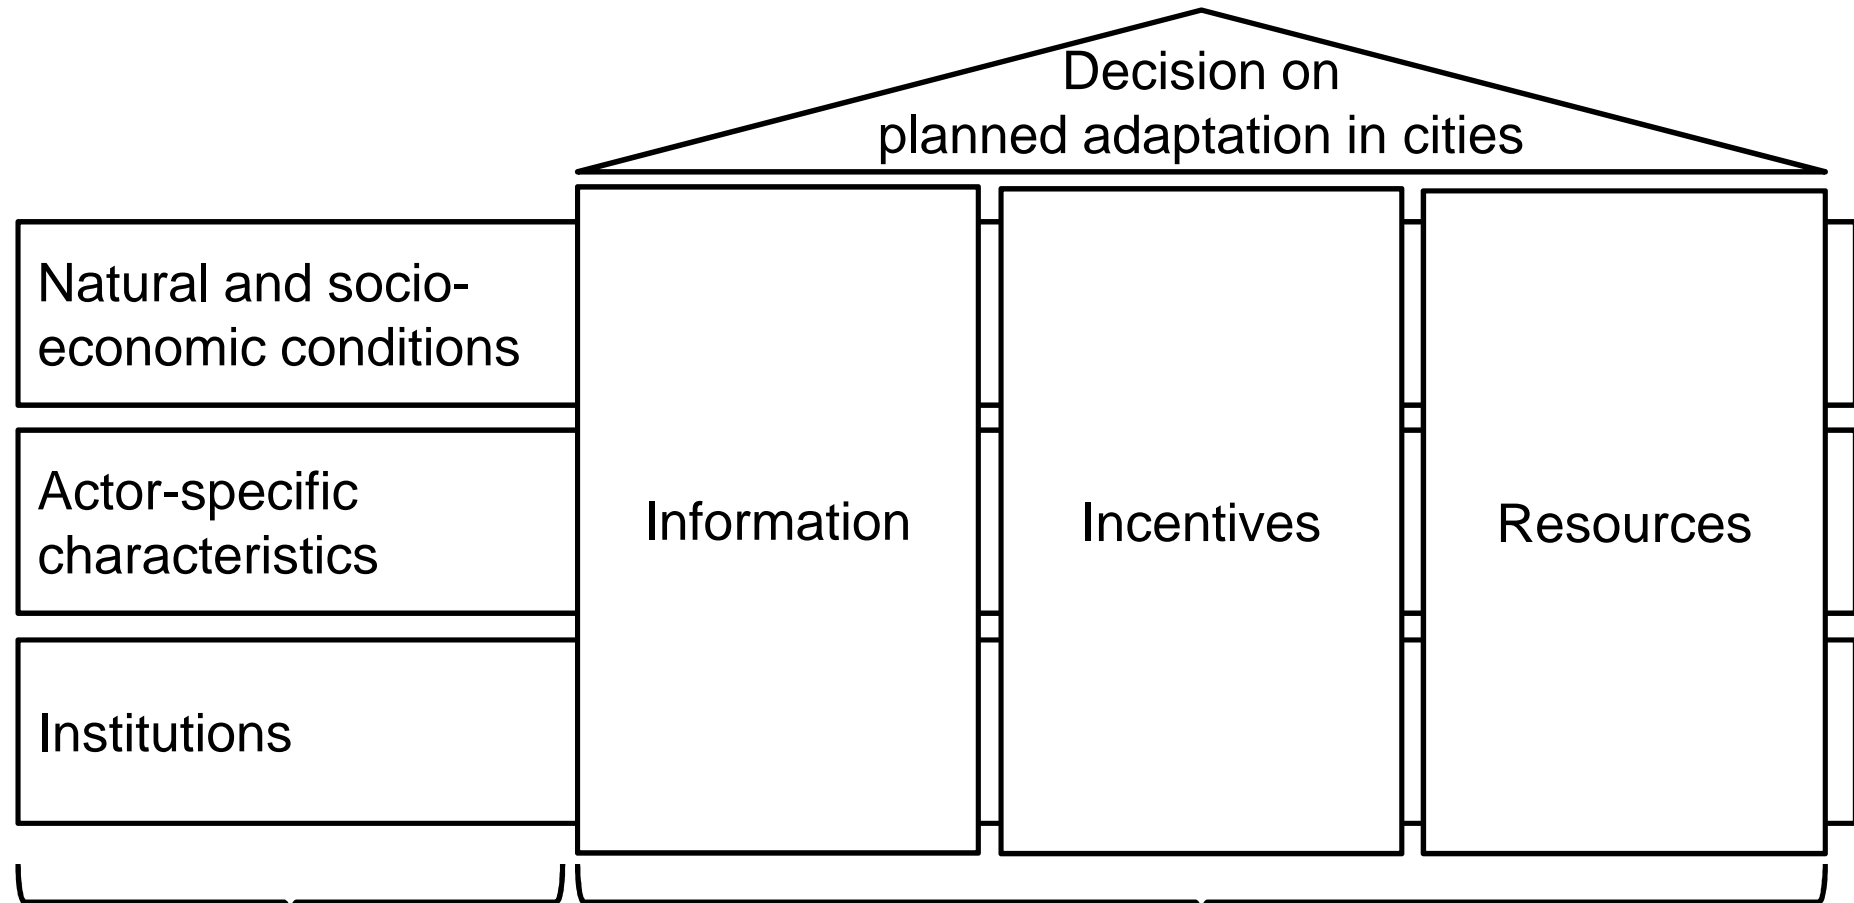 Decision on
planned adaptation in cities
Natural and socio-
economic conditions
Actor-specific
characteristics
Institutions
Information
Incentives
Resources